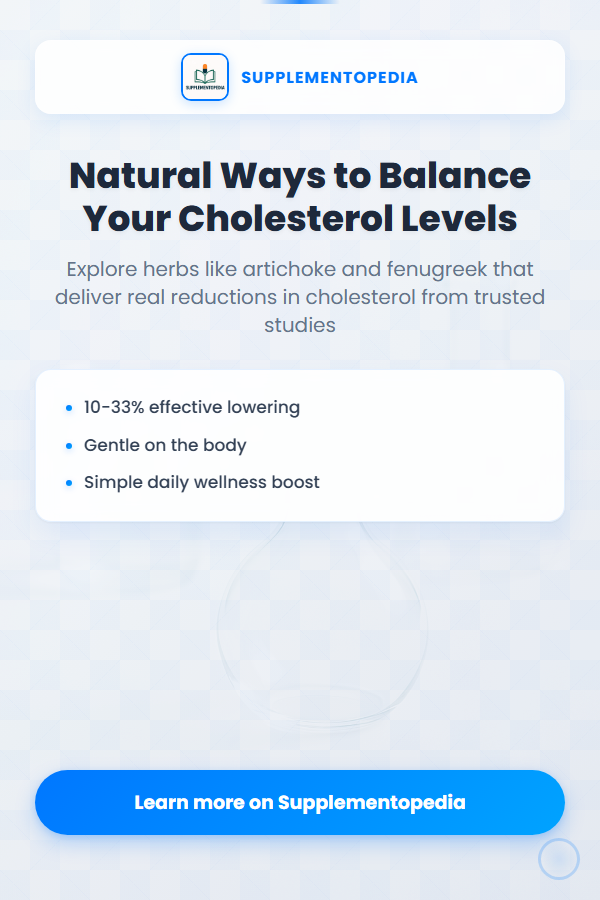 SUPPLEMENTOPEDIA
SUPPLEMENTOPEDIA
Natural Ways to Balance
Your Cholesterol Levels
Explore herbs like artichoke and fenugreek that
deliver real reductions in cholesterol from trusted
studies
10-33% effective lowering
Gentle on the body
Simple daily wellness boost
Learn more on Supplementopedia